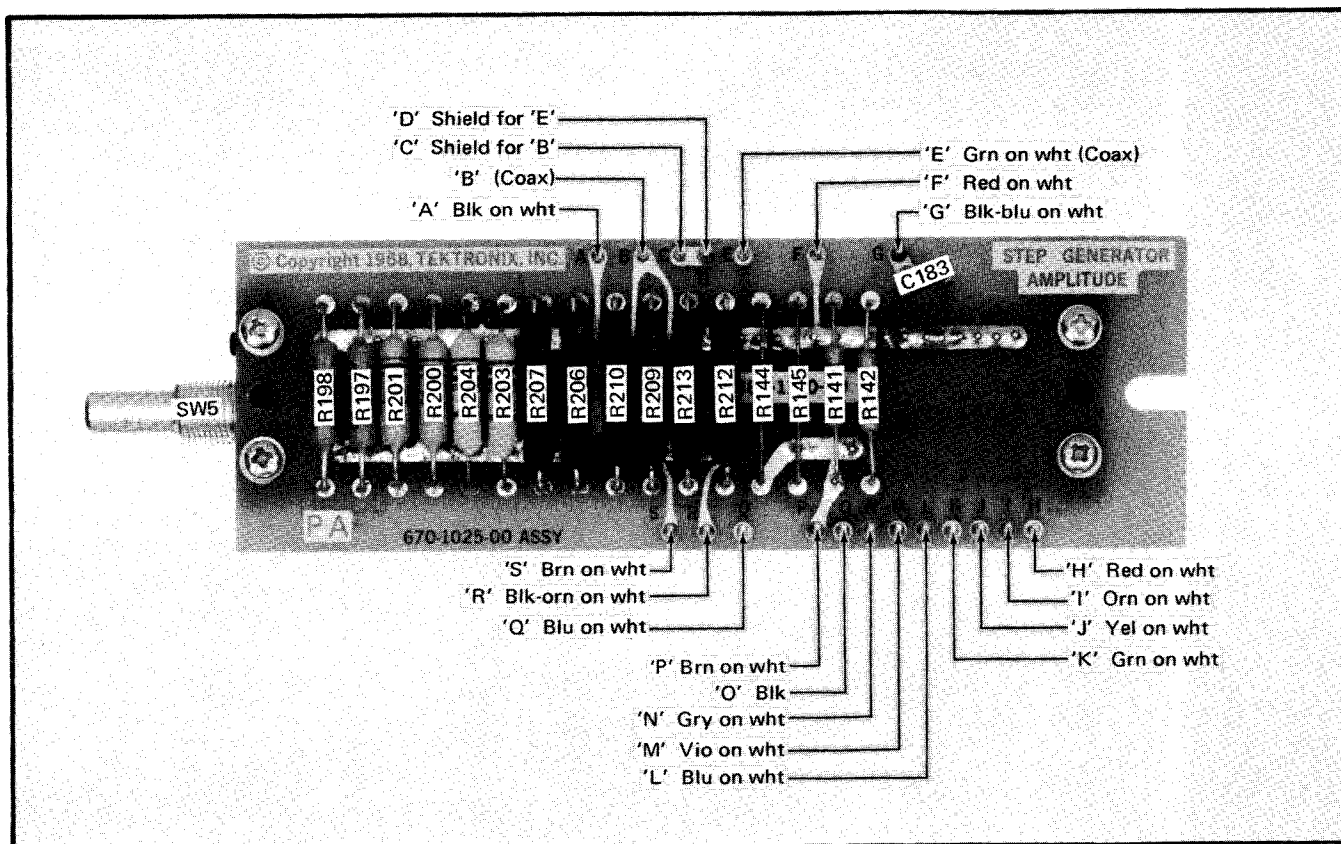 'D' Shield for 'E'
'C' Shield for 'B'
'B' (Coax)
'A' Blk on wht
'E' Grn on wht (Coax)
'F' Red on wht
'G' Blk-blu on wht
© Copyright 1968, TEKTRONIX, INC.
A B C E F G
C183
STEP GENERATOR
AMPLITUDE
SW5
R198
R197
R201
R200
R204
R203
R207
R206
R210
R209
R213
R212
R144
R145
R141
R142
PA
670-1025-00 ASSY
'S' Brn on wht
'R' Blk-orn on wht
'Q' Blu on wht
'P' Brn on wht
'O' Blk
'N' Gry on wht
'M' Vio on wht
'L' Blu on wht
'H' Red on wht
'I' Orn on wht
'J' Yel on wht
'K' Grn on wht